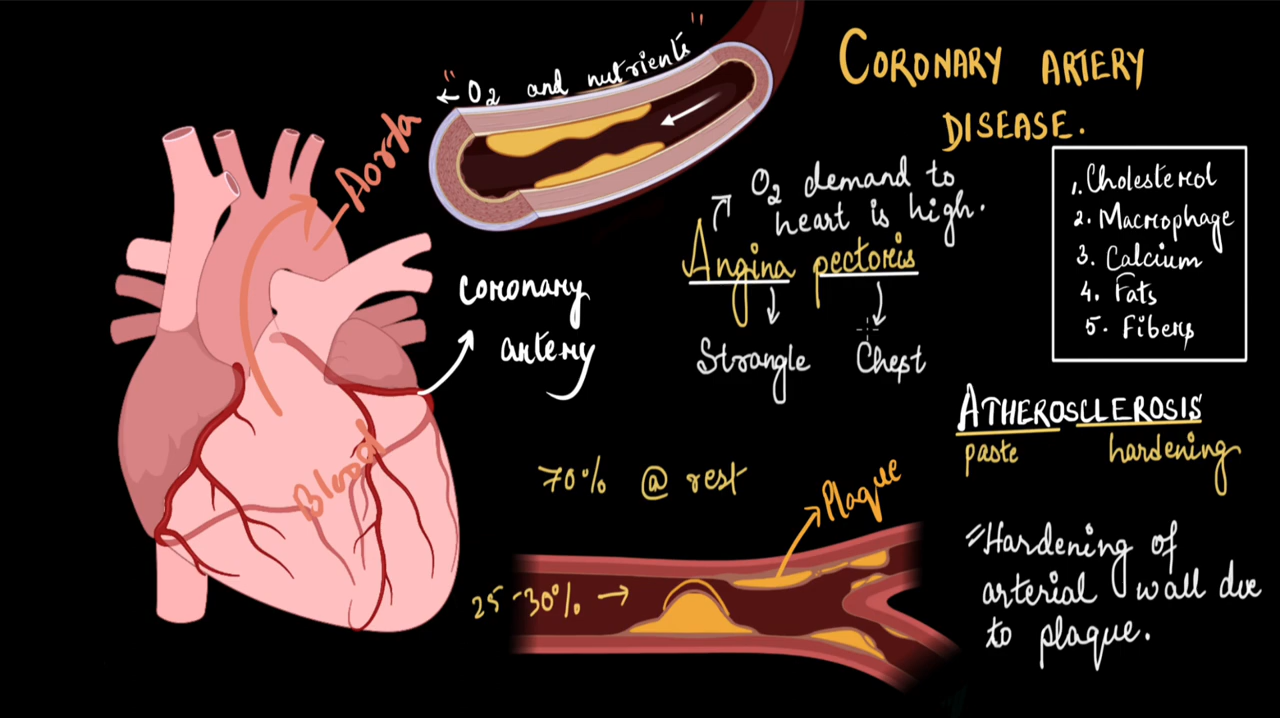 CORONARY ARTERY
DISEASE.
← "O2 and nutrients"
Aorta
O2 demand to
heart is high.
Angina pectoris
Strangle Chest
1. Cholesterol
2. Macrophage
3. Calcium
4. Fats
5. Fibers
coronary
artery
ATHEROSCLEROSIS
paste hardening
Blood
70% @ rest
Plaque
25-30% →
"Hardening of
arterial wall due
to plaque.